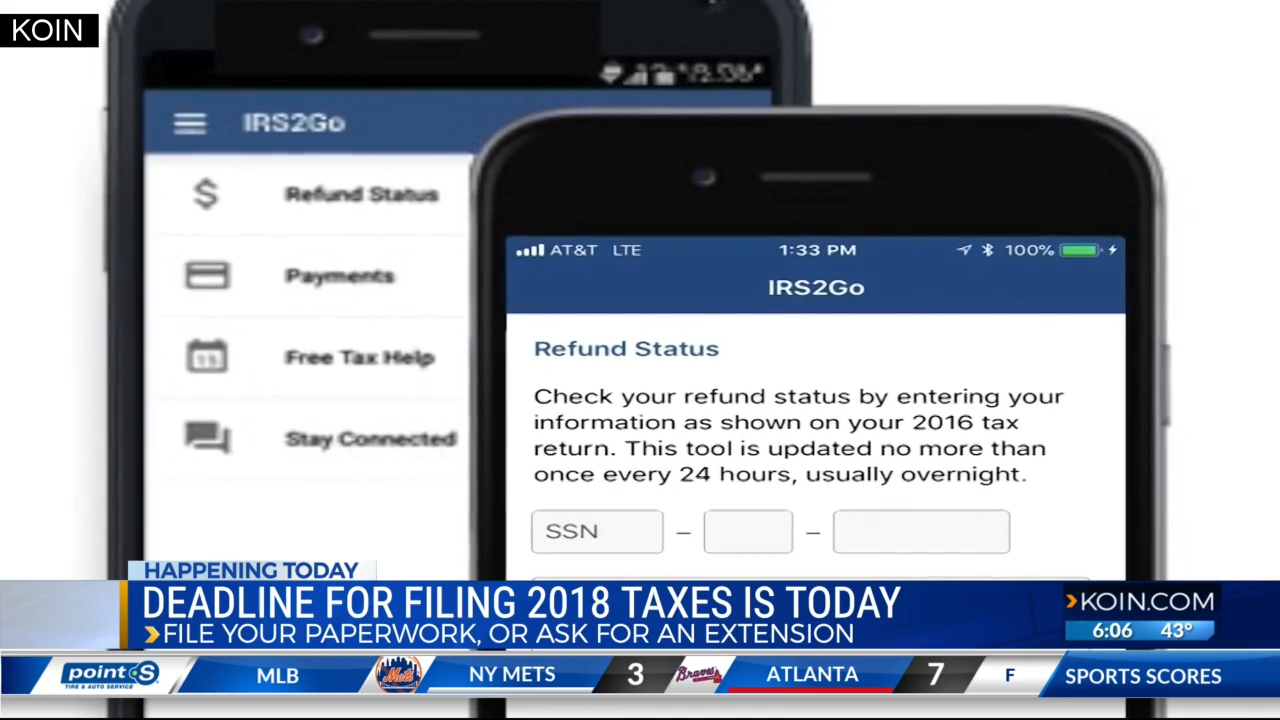 KOIN
IRS2Go
Refund Status
Payments
Free Tax Help
Stay Connected
AT&T LTE 1:33 PM 100%
IRS2Go
Refund Status
Check your refund status by entering your
information as shown on your 2016 tax
return. This tool is updated no more than
once every 24 hours, usually overnight.
SSN – –
HAPPENING TODAY
DEADLINE FOR FILING 2018 TAXES IS TODAY
FILE YOUR PAPERWORK, OR ASK FOR AN EXTENSION
KOIN.COM
6:06 43°
point S TIRE & AUTO SERVICE MLB Mets NY METS 3 Braves ATLANTA 7 F SPORTS SCORES